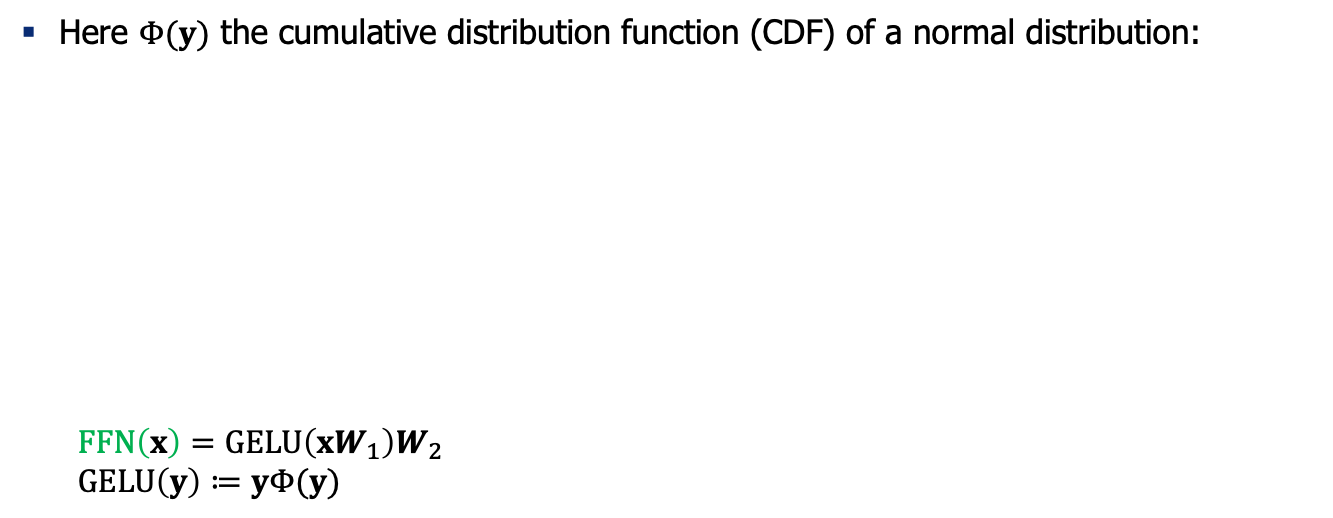 ▪ Here Φ(𝐲) the cumulative distribution function (CDF) of a normal distribution:
FFN(𝐱) = GELU(𝐱𝑾₁)𝑾₂
GELU(𝐲) ≔ 𝐲Φ(𝐲)